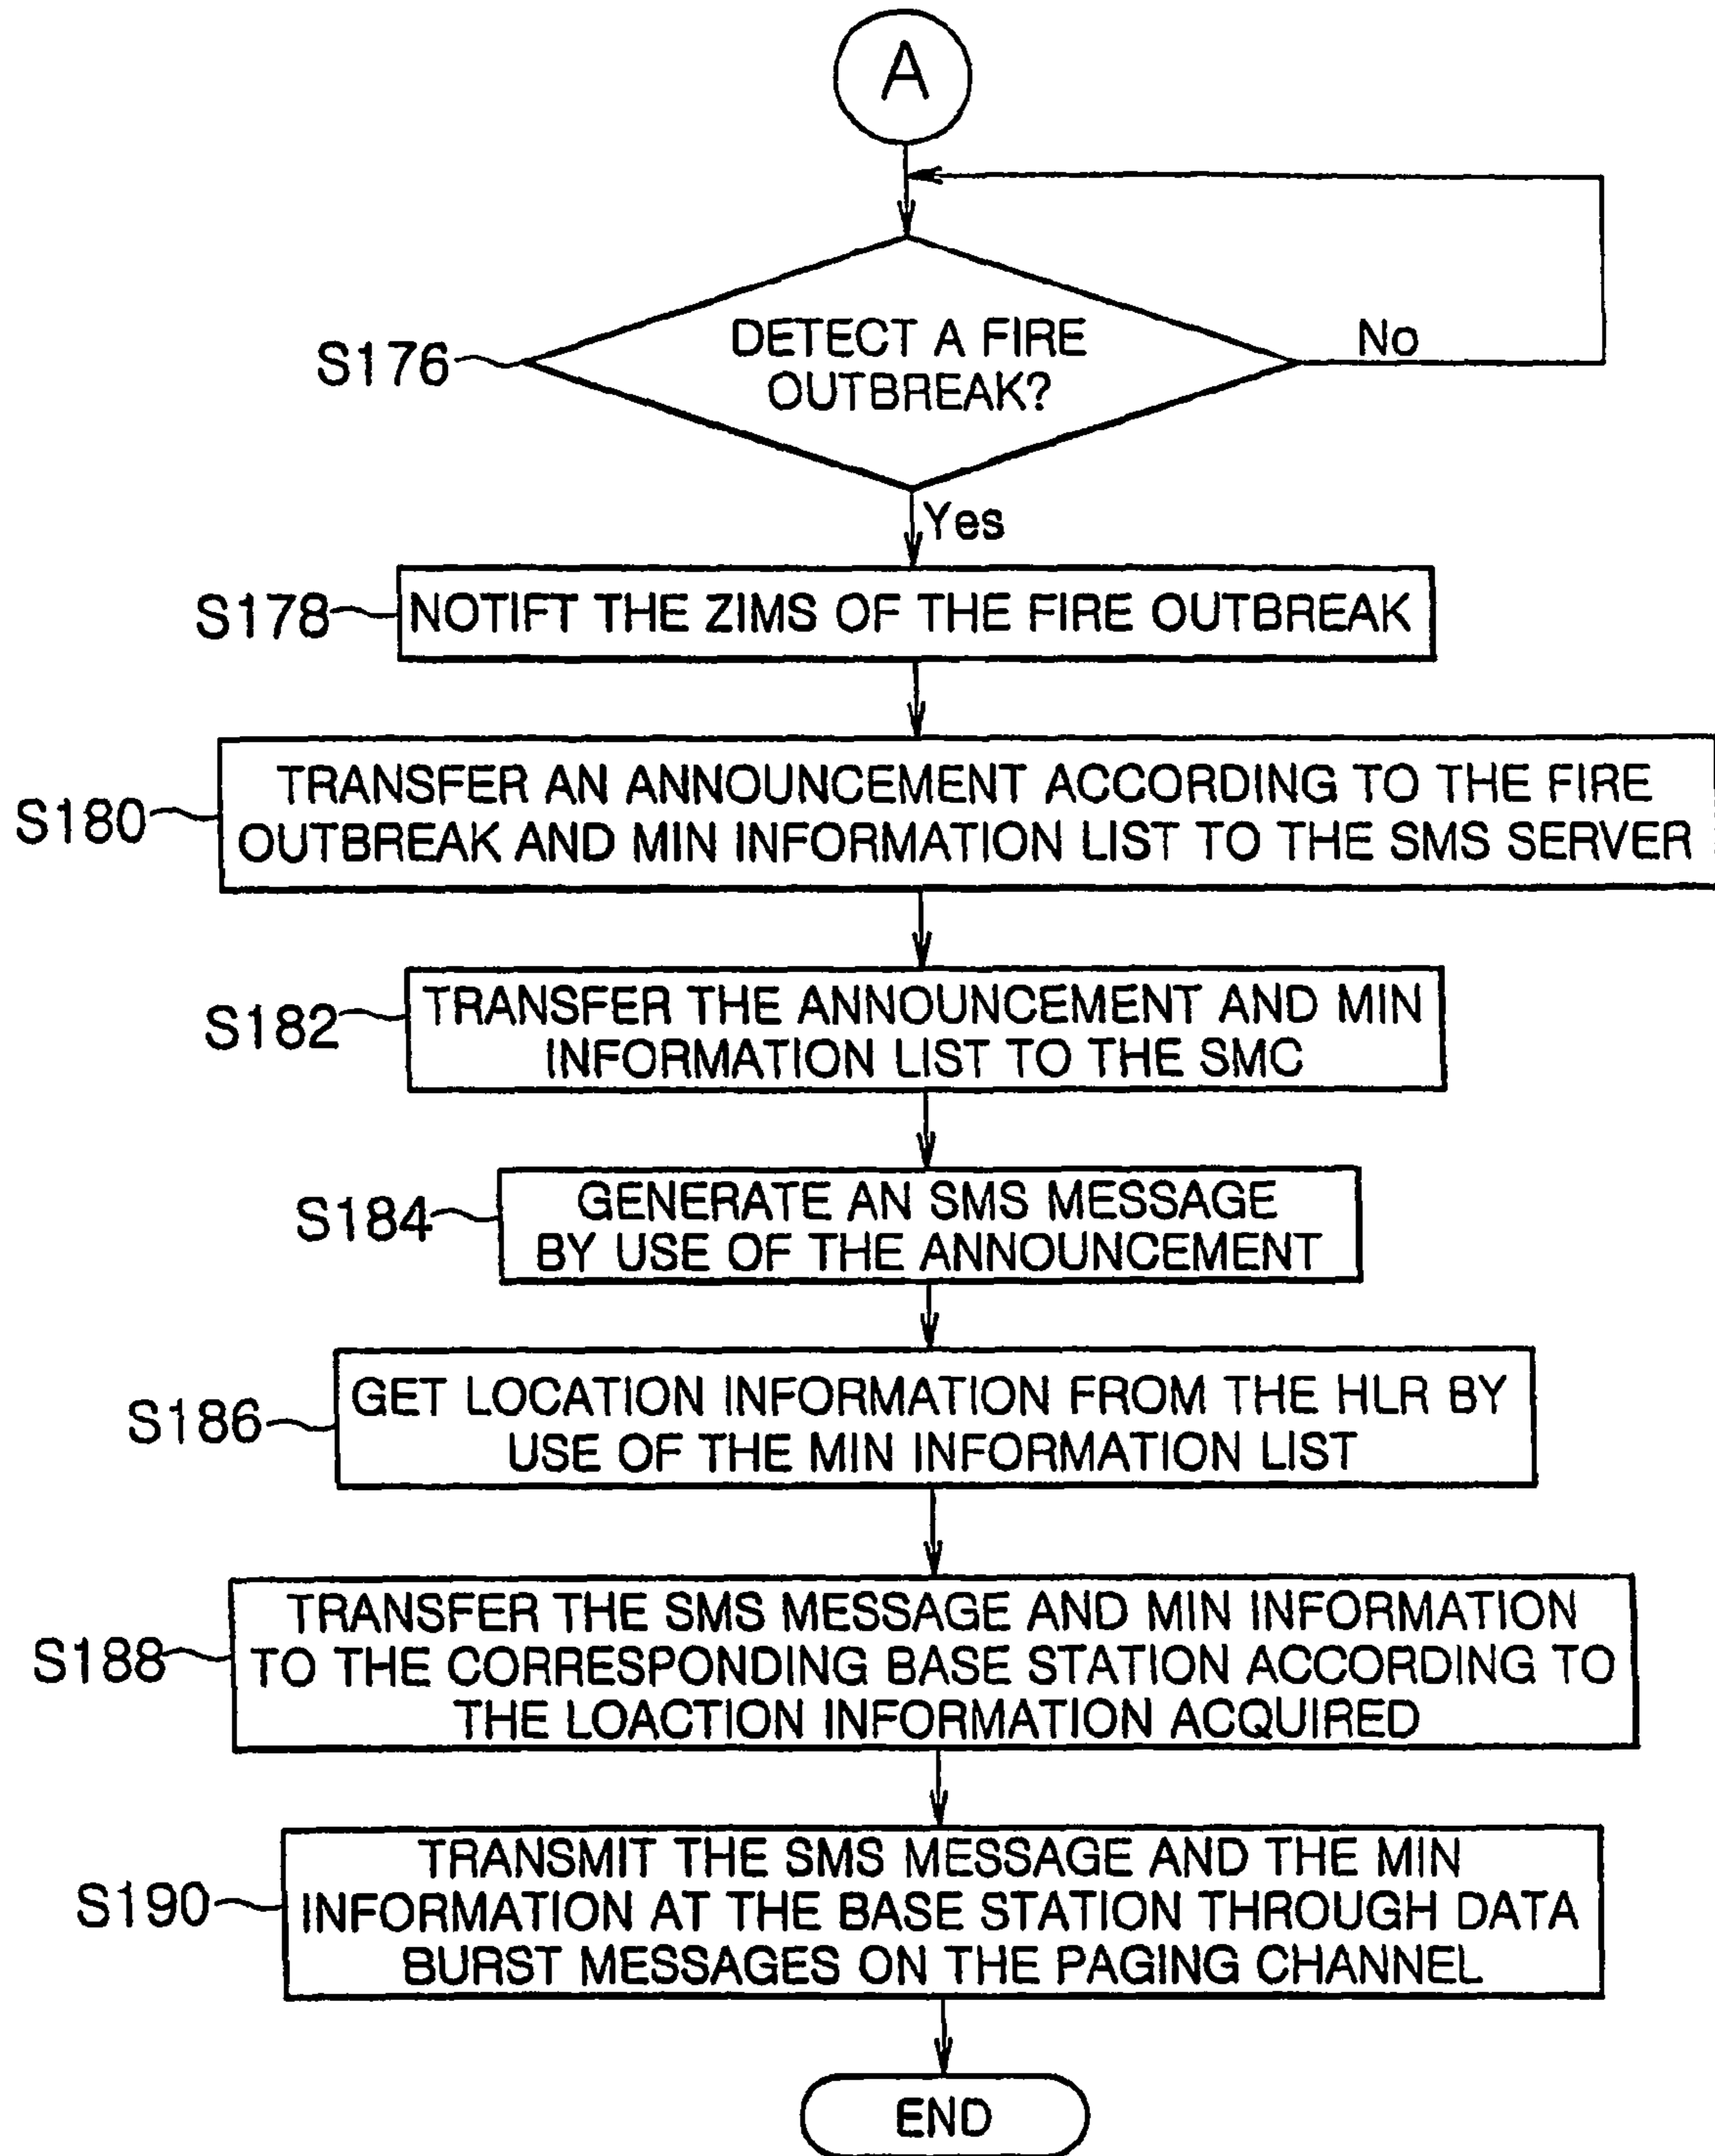 A
DETECT A FIRE
OUTBREAK?
No
S176
Yes
S178
NOTIFT THE ZIMS OF THE FIRE OUTBREAK
S180
TRANSFER AN ANNOUNCEMENT ACCORDING TO THE FIRE
OUTBREAK AND MIN INFORMATION LIST TO THE SMS SERVER
S182
TRANSFER THE ANNOUNCEMENT AND MIN
INFORMATION LIST TO THE SMC
S184
GENERATE AN SMS MESSAGE
BY USE OF THE ANNOUNCEMENT
S186
GET LOCATION INFORMATION FROM THE HLR BY
USE OF THE MIN INFORMATION LIST
S188
TRANSFER THE SMS MESSAGE AND MIN INFORMATION
TO THE CORRESPONDING BASE STATION ACCORDING TO
THE LOACTION INFORMATION ACQUIRED
S190
TRANSMIT THE SMS MESSAGE AND THE MIN
INFORMATION AT THE BASE STATION THROUGH DATA
BURST MESSAGES ON THE PAGING CHANNEL
END